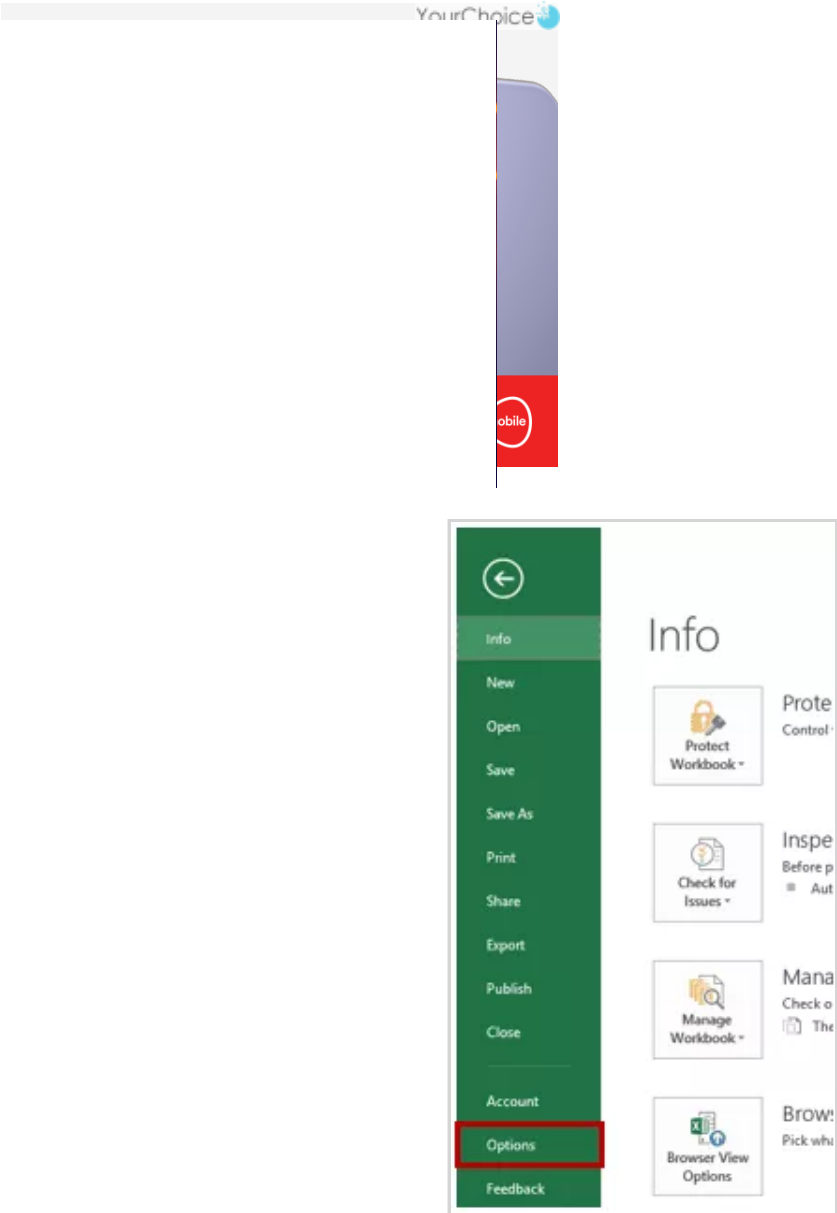 YourChoice
obile
Info
New
Open
Save
Save As
Print
Share
Export
Publish
Close
Account
Options
Feedback
Info
Protect
Workbook
Prote
Control
Check for
Issues
Inspe
Before p
Aut
Manage
Workbook
Mana
Check o
The
Browser View
Options
Brows
Pick wha